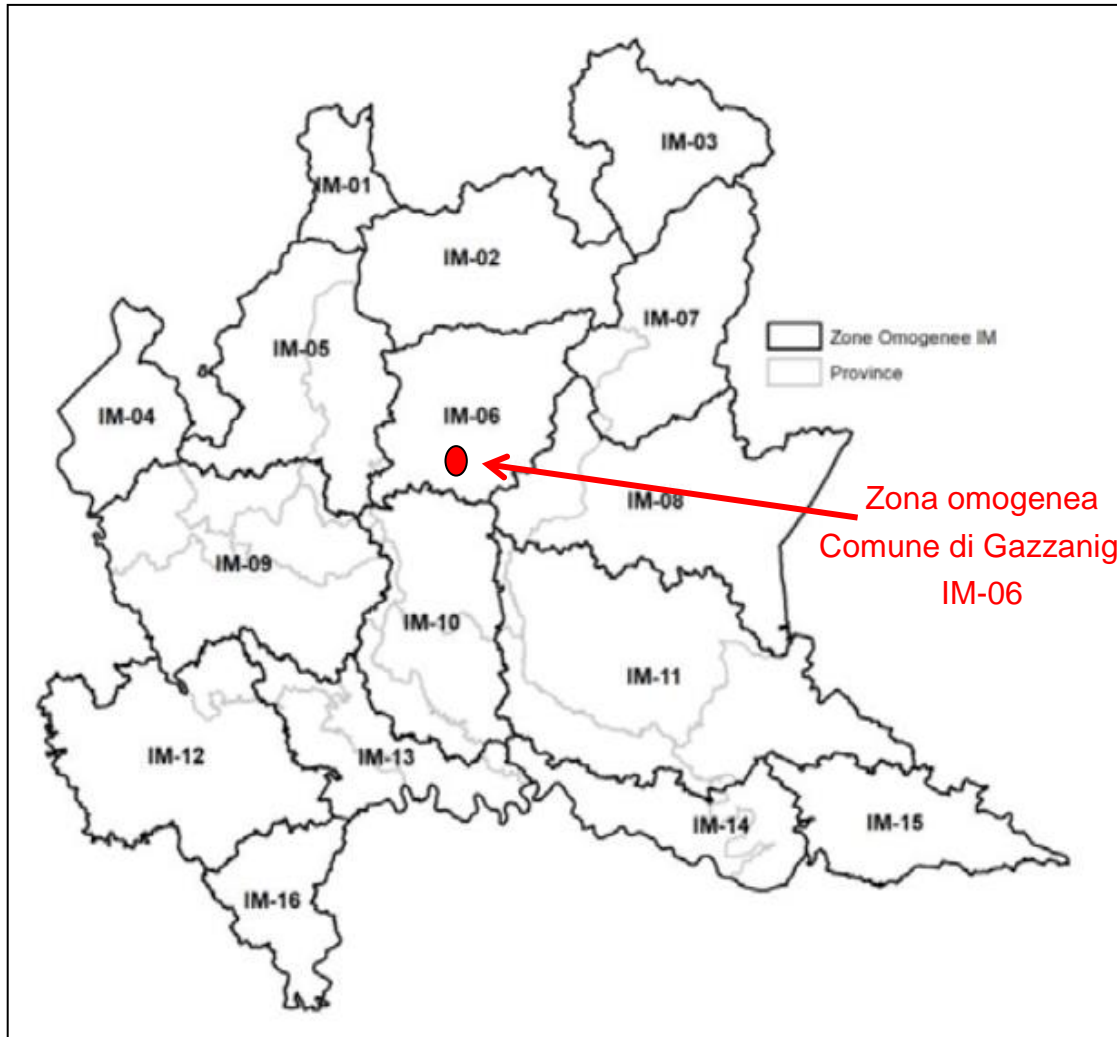 IM-03
IM-01
IM-02
IM-07
Zone Omogenee IM
Province
IM-05
IM-04
IM-06
IM-08
Zona omogenea
Comune di Gazzanig
IM-06
IM-09
IM-10
IM-11
IM-12
IM-13
IM-14
IM-15
IM-16